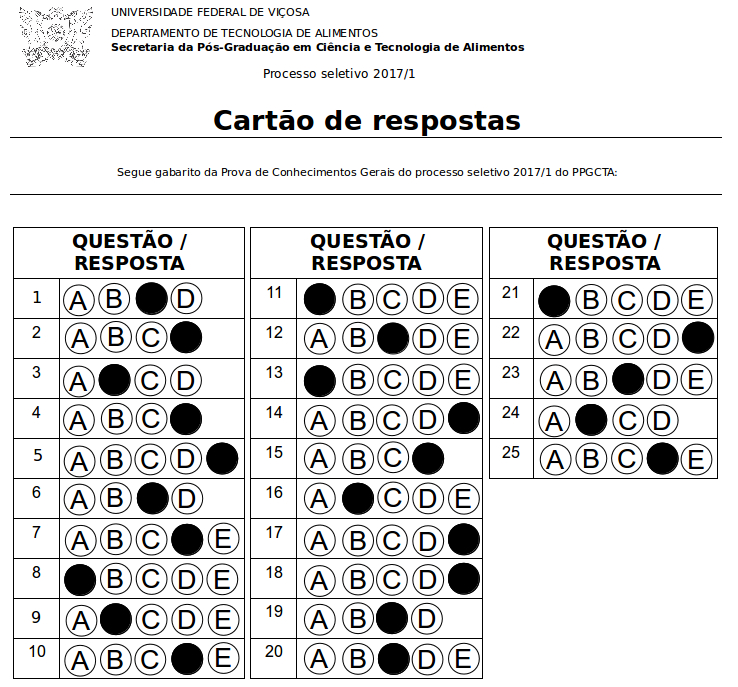 UNIVERSIDADE FEDERAL DE VIÇOSA
DEPARTAMENTO DE TECNOLOGIA DE ALIMENTOS
Secretaria da Pós-Graduação em Ciência e Tecnologia de Alimentos
Processo seletivo 2017/1
Cartão de respostas
Segue gabarito da Prova de Conhecimentos Gerais do processo seletivo 2017/1 do PPGCTA:
QUESTÃO /
RESPOSTA
1 A B D
2 A B C
3 A C D
4 A B C
5 A B C D
6 A B D
7 A B C E
8 B C D E
9 A C D E
10 A B C E
QUESTÃO /
RESPOSTA
11 B C D E
12 A B D E
13 B C D E
14 A B C D
15 A B C
16 A C D E
17 A B C D
18 A B C D
19 A B D
20 A B D E
QUESTÃO /
RESPOSTA
21 B C D E
22 A B C D
23 A B D E
24 A C D
25 A B C E